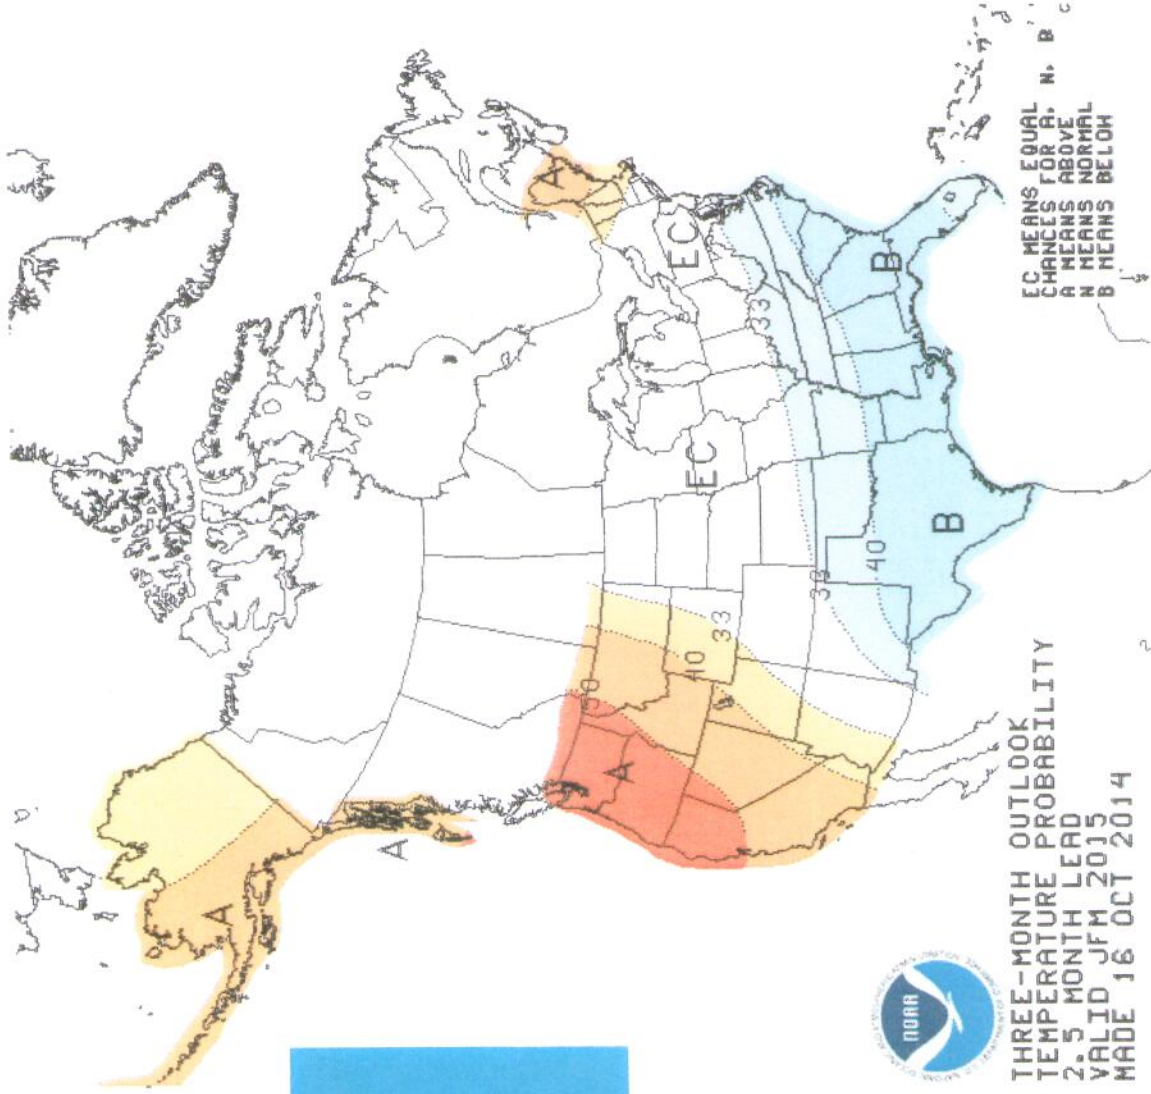 THREE-MONTH OUTLOOK
TEMPERATURE PROBABILITY
2.5 MONTH LEAD
VALID JFM 2015
MADE 16 OCT 2014
EC MEANS EQUAL
CHANCES FOR A, N, B
A MEANS ABOVE
N MEANS NORMAL
B MEANS BELOW
NOAA
A
A
A
A
EC
EC
B
B
50
40
33
33
40
33